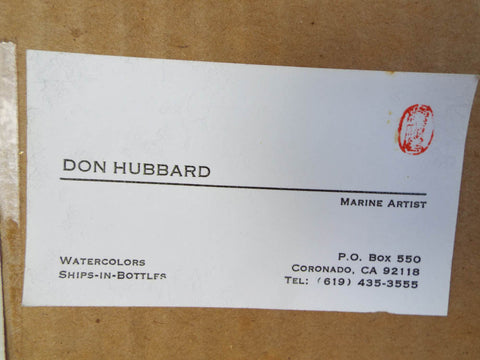 DON HUBBARD
MARINE ARTIST
WATERCOLORS
SHIPS-IN-BOTTLES
P.O. BOX 550
CORONADO, CA 92118
TEL: (619) 435-3555